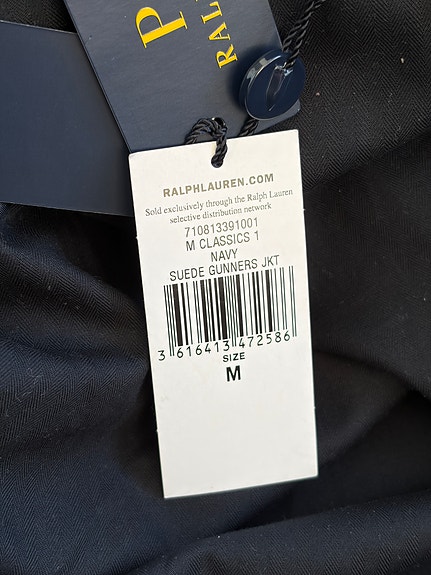 P
RAL
RALPHLAUREN.COM
Sold exclusively through the Ralph Lauren
selective distribution network
710813391001
M CLASSICS 1
NAVY
SUEDE GUNNERS JKT
3 616413 472586
SIZE
M